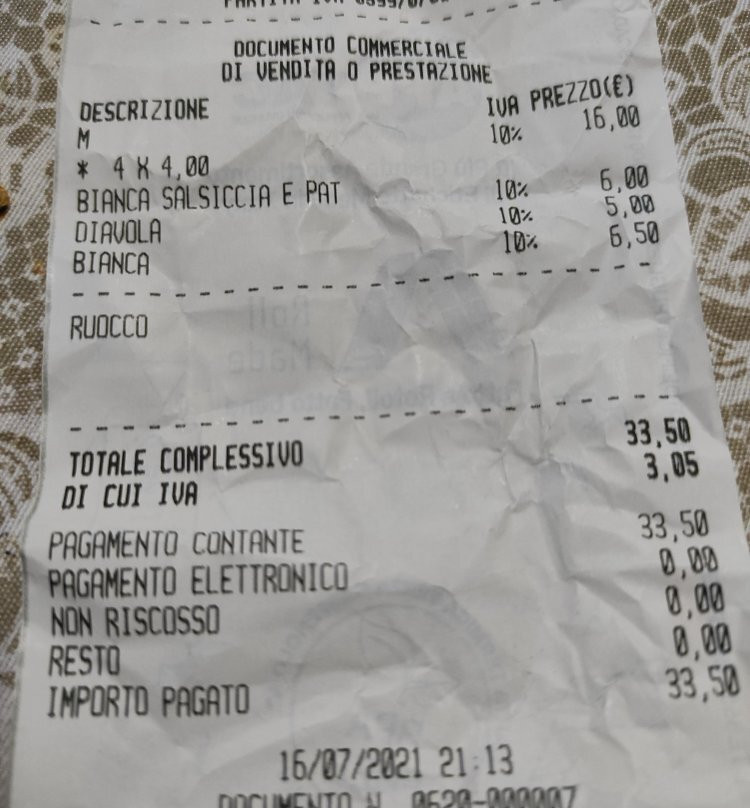 DOCUMENTO COMMERCIALE
DI VENDITA O PRESTAZIONE
DESCRIZIONE IVA PREZZO(€)
M 10% 16,00
* 4 X 4,00
BIANCA SALSICCIA E PAT 10% 6,00
DIAVOLA 10% 5,00
BIANCA 10% 6,50
RUOCCO
TOTALE COMPLESSIVO 33,50
DI CUI IVA 3,05
PAGAMENTO CONTANTE 33,50
PAGAMENTO ELETTRONICO 0,00
NON RISCOSSO 0,00
RESTO 0,00
IMPORTO PAGATO 33,50
16/07/2021 21:13
DOCUMENTO N. 0620-000007